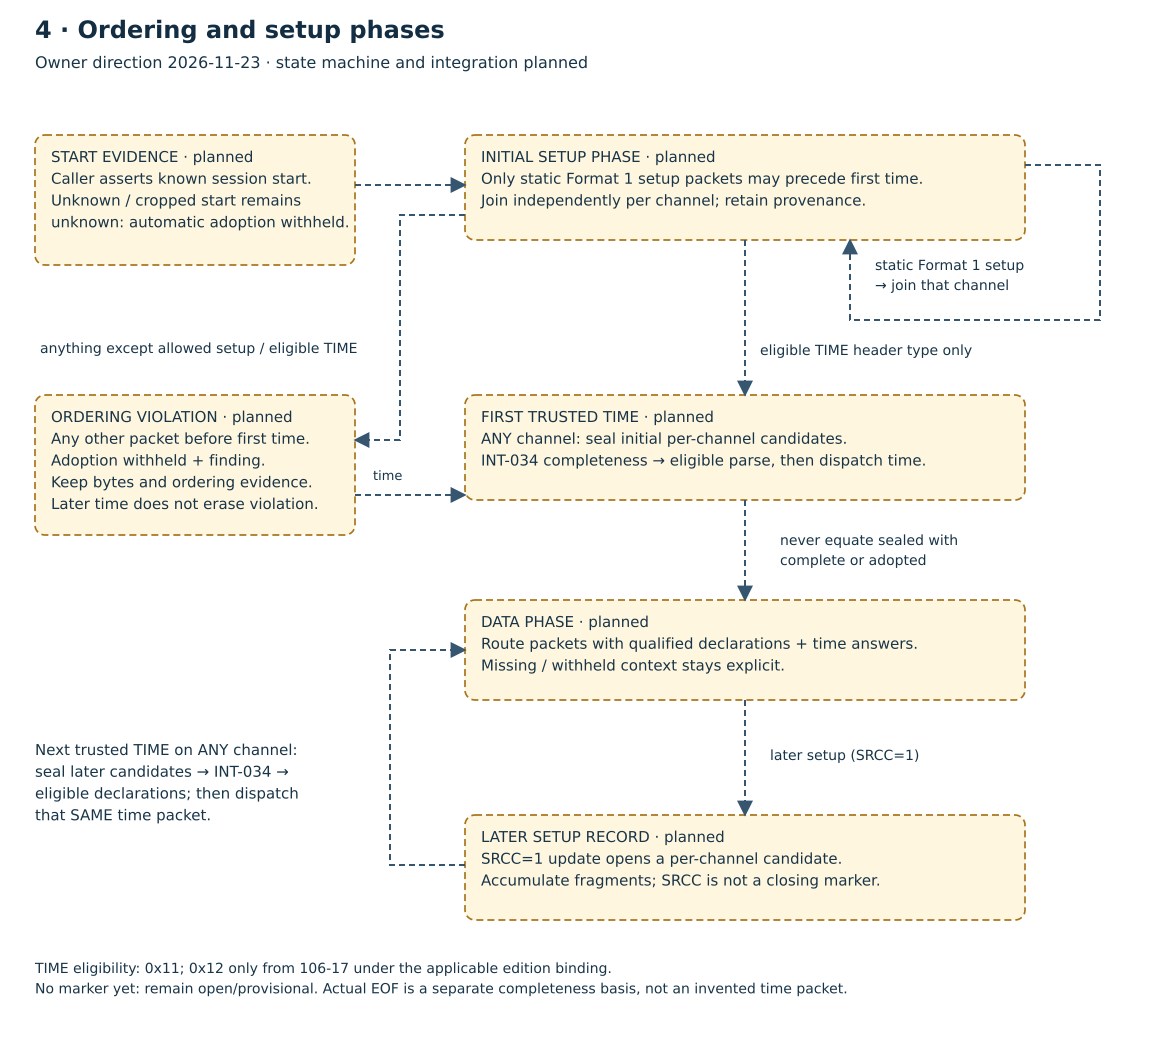 4 · Ordering and setup phases
Owner direction 2026-11-23 · state machine and integration planned
START EVIDENCE · planned
Caller asserts known session start.
Unknown / cropped start remains
unknown: automatic adoption withheld.
INITIAL SETUP PHASE · planned
Only static Format 1 setup packets may precede first time.
Join independently per channel; retain provenance.
static Format 1 setup
→ join that channel
anything except allowed setup / eligible TIME
eligible TIME header type only
ORDERING VIOLATION · planned
Any other packet before first time.
Adoption withheld + finding.
Keep bytes and ordering evidence.
Later time does not erase violation.
time
FIRST TRUSTED TIME · planned
ANY channel: seal initial per-channel candidates.
INT-034 completeness → eligible parse, then dispatch time.
never equate sealed with
complete or adopted
DATA PHASE · planned
Route packets with qualified declarations + time answers.
Missing / withheld context stays explicit.
Next trusted TIME on ANY channel:
seal later candidates → INT-034 →
eligible declarations; then dispatch
that SAME time packet.
later setup (SRCC=1)
LATER SETUP RECORD · planned
SRCC=1 update opens a per-channel candidate.
Accumulate fragments; SRCC is not a closing marker.
TIME eligibility: 0x11; 0x12 only from 106-17 under the applicable edition binding.
No marker yet: remain open/provisional. Actual EOF is a separate completeness basis, not an invented time packet.